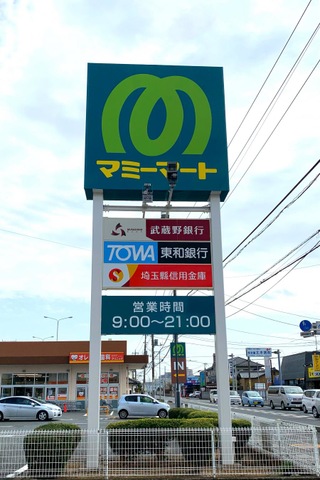 マミーマート
武蔵野銀行
TOWA 東和銀行
埼玉縣信用金庫
営業時間
9:00〜21:00
IN